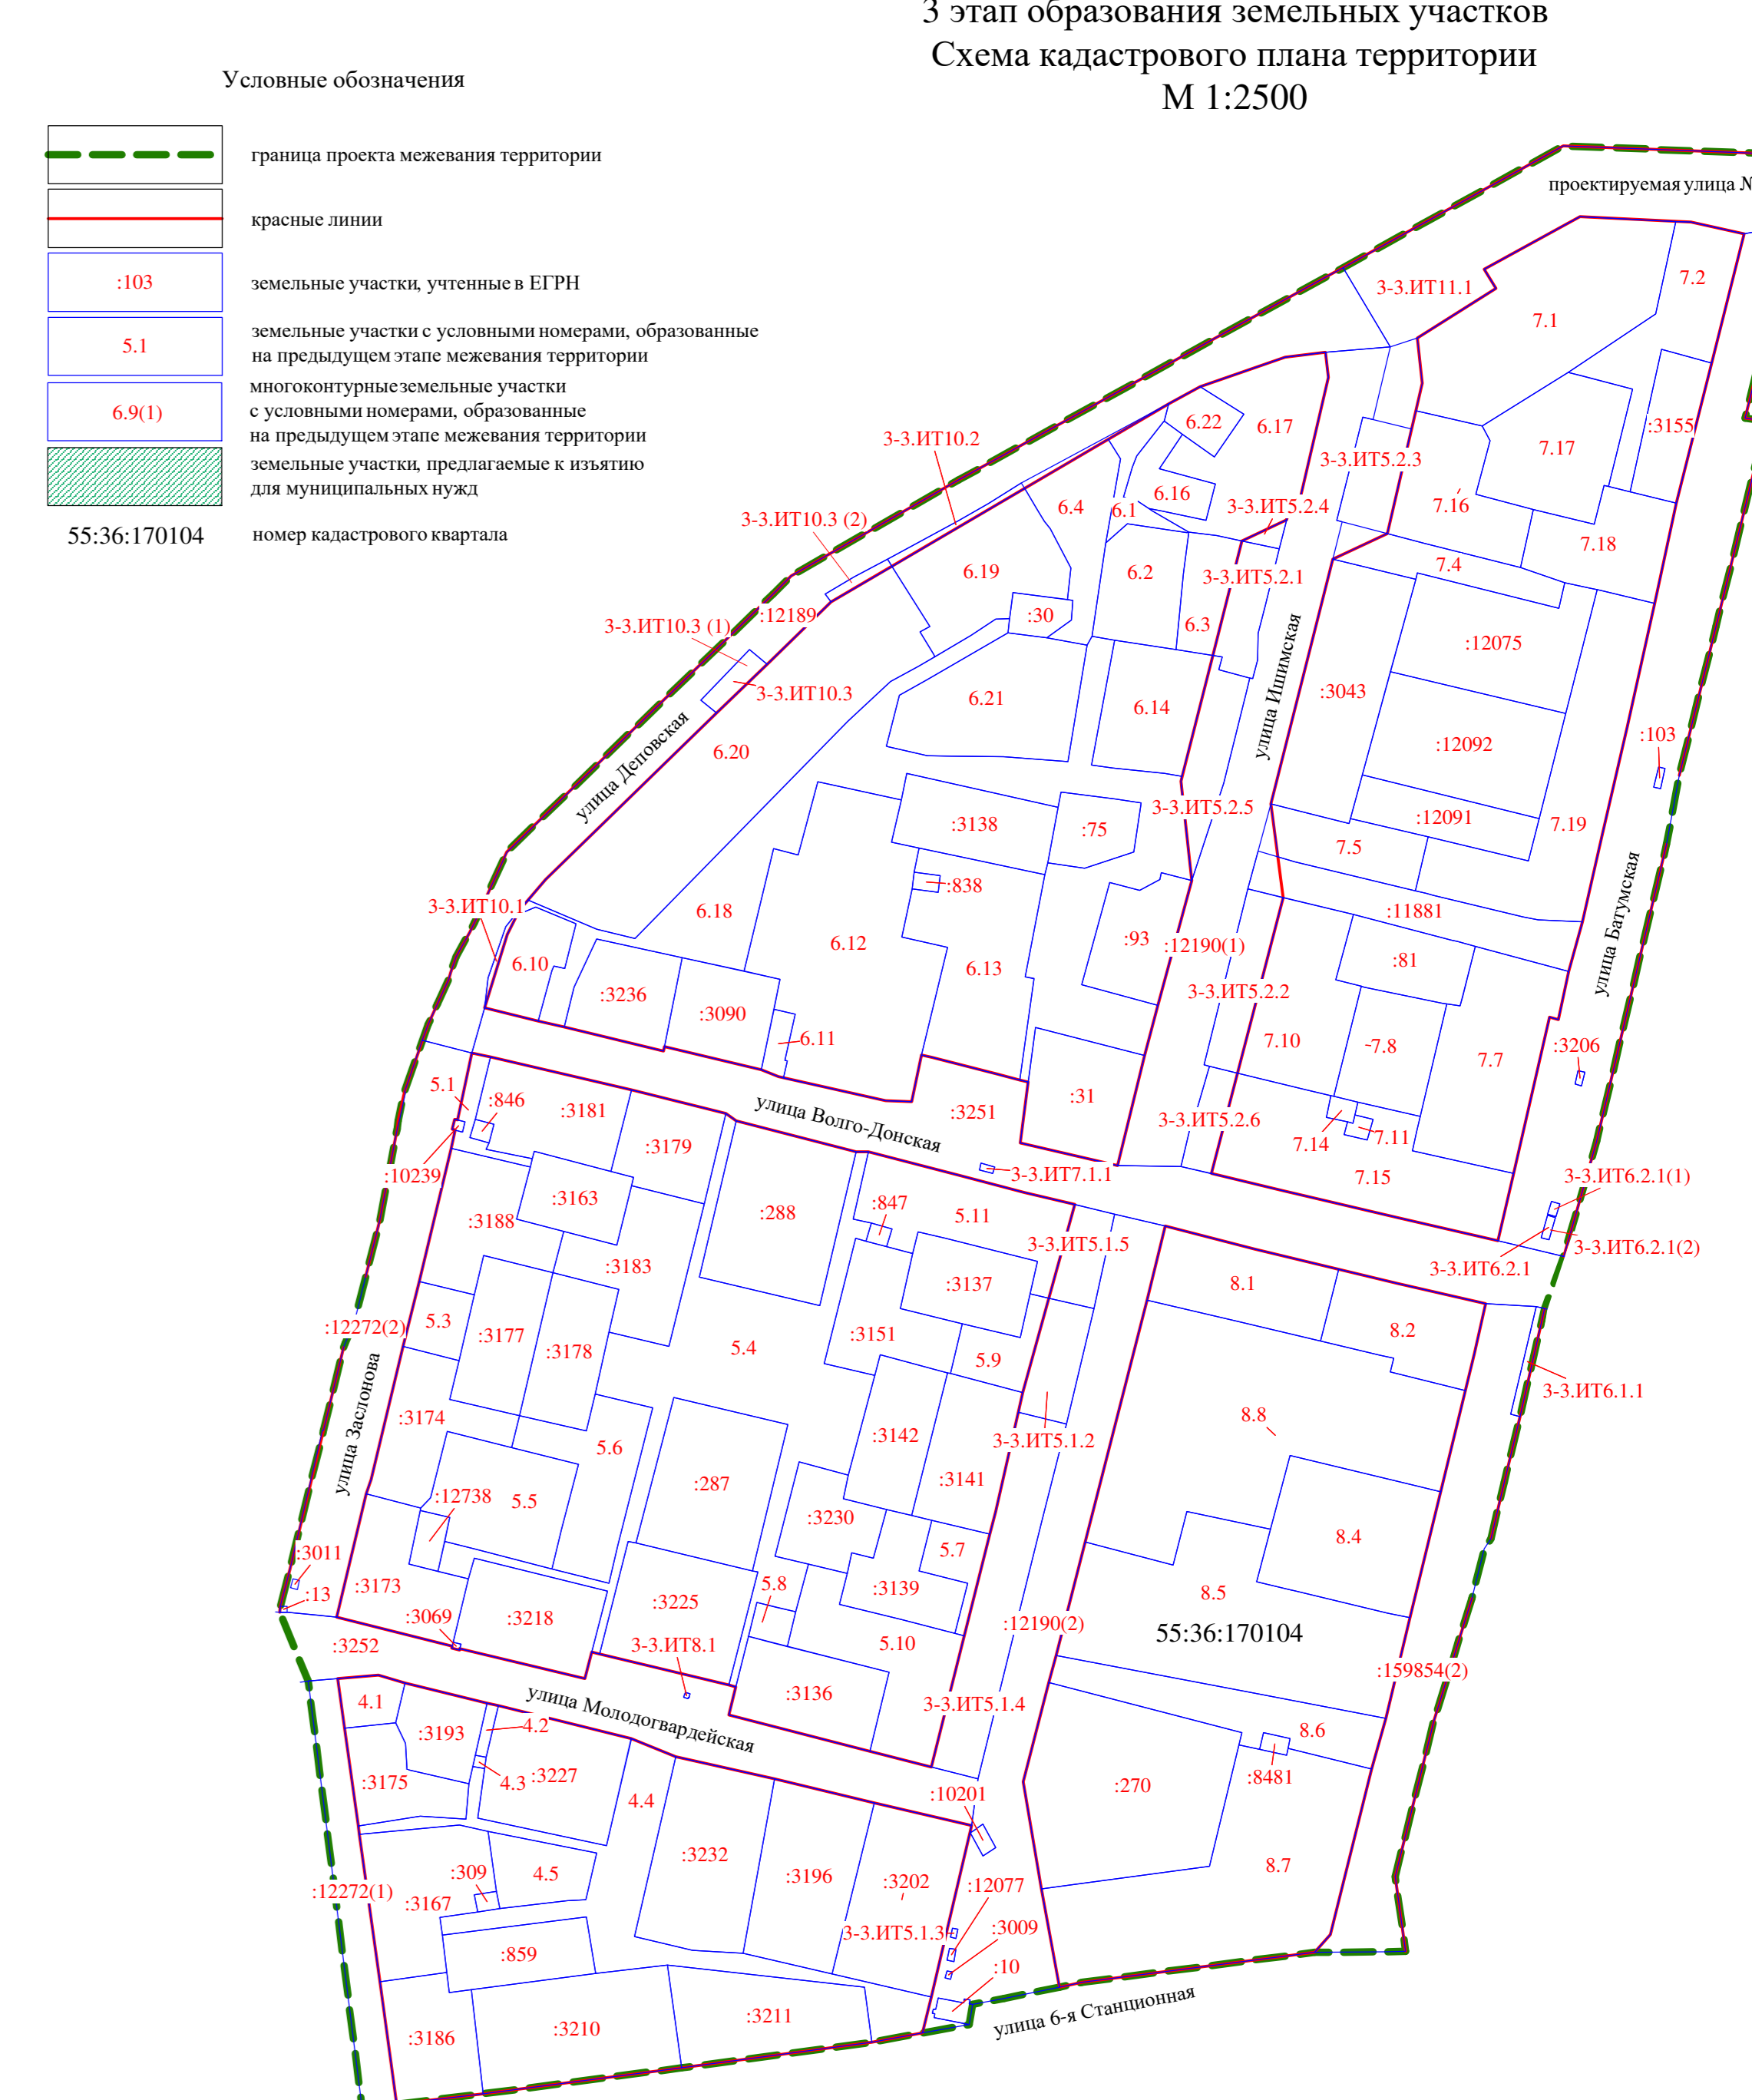 3 этап образования земельных участков
Схема кадастрового плана территории
М 1:2500
Условные обозначения
граница проекта межевания территории
красные линии
:103
земельные участки, учтенные в ЕГРН
5.1
земельные участки с условными номерами, образованные
на предыдущем этапе межевания территории
6.9(1)
многоконтурные земельные участки
с условными номерами, образованные
на предыдущем этапе межевания территории
земельные участки, предлагаемые к изъятию
для муниципальных нужд
55:36:170104
номер кадастрового квартала
проектируемая улица №
3-3.ИТ11.1
7.2
7.1
6.22
6.17
:3155
3-3.ИТ10.2
3-3.ИТ5.2.3
7.17
6.16
6.4
6.1
3-3.ИТ5.2.4
7.16
3-3.ИТ10.3 (2)
7.18
6.19
6.2
3-3.ИТ5.2.1
7.4
:12189
:30
6.3
3-3.ИТ10.3 (1)
:12075
3-3.ИТ10.3
6.21
6.14
улица Ишимская
:3043
улица Деповская
6.20
:12092
:103
3-3.ИТ5.2.5
:3138
:75
:12091
7.19
7.5
:838
3-3.ИТ10.1
6.18
:11881
улица Батумская
6.12
:93
:12190(1)
6.10
6.13
:81
:3236
3-3.ИТ5.2.2
:3090
6.11
7.10
7.8
7.7
:3206
5.1
:846
:3181
:31
улица Волго-Донская
:3251
3-3.ИТ5.2.6
7.14
7.11
:3179
:10239
3-3.ИТ7.1.1
7.15
3-3.ИТ6.2.1(1)
:3163
:3188
:288
:847
5.11
3-3.ИТ5.1.5
3-3.ИТ6.2.1(2)
:3183
3-3.ИТ6.2.1
:3137
8.1
5.3
:12272(2)
:3177
:3178
5.4
:3151
8.2
5.9
3-3.ИТ6.1.1
улица Заслонова
:3174
5.6
:3142
3-3.ИТ5.1.2
8.8
:3141
:287
:12738
5.5
:3230
8.4
:3011
5.7
:3173
:13
5.8
:3139
8.5
:3225
:3069
:3218
:12190(2)
55:36:170104
:3252
3-3.ИТ8.1
5.10
:159854(2)
улица Молодогвардейская
:3136
3-3.ИТ5.1.4
4.1
:3193
4.2
8.6
:3175
4.3
:3227
:8481
:270
:10201
4.4
:3232
:309
4.5
8.7
:12272(1)
:3167
:3196
:3202
:12077
3-3.ИТ5.1.3
:3009
:859
:10
:3186
:3210
:3211
улица 6-я Станционная